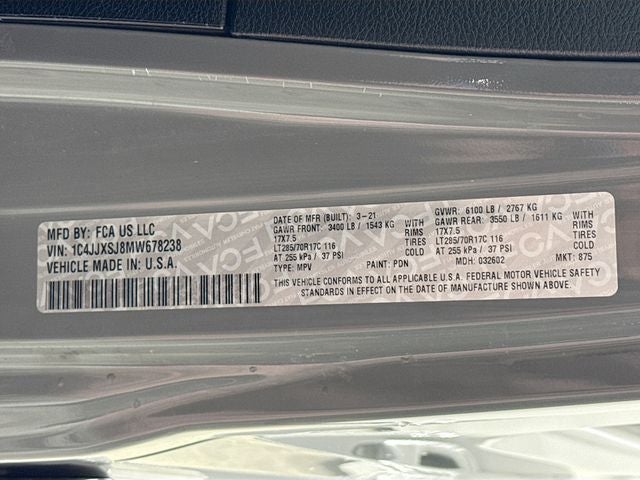 MFD BY: FCA US LLC
VIN: 1C4JJXSJ8MW678238
VEHICLE MADE IN: U.S.A.
DATE OF MFR (BUILT): 3-21 GVWR: 6100 LB / 2767 KG
GAWR FRONT: 3400 LB / 1543 KG GAWR REAR: 3550 LB / 1611 KG
17X7.5 RIMS 17X7.5 RIMS
LT285/70R17C 116 TIRES LT285/70R17C 116 TIRES
AT 255 kPa / 37 PSI COLD AT 255 kPa / 37 PSI COLD
TYPE: MPV PAINT: PDN MDH: 032602 MKT: 875
THIS VEHICLE CONFORMS TO ALL APPLICABLE U.S.A. FEDERAL MOTOR VEHICLE SAFETY
STANDARDS IN EFFECT ON THE DATE OF MANUFACTURE SHOWN ABOVE.